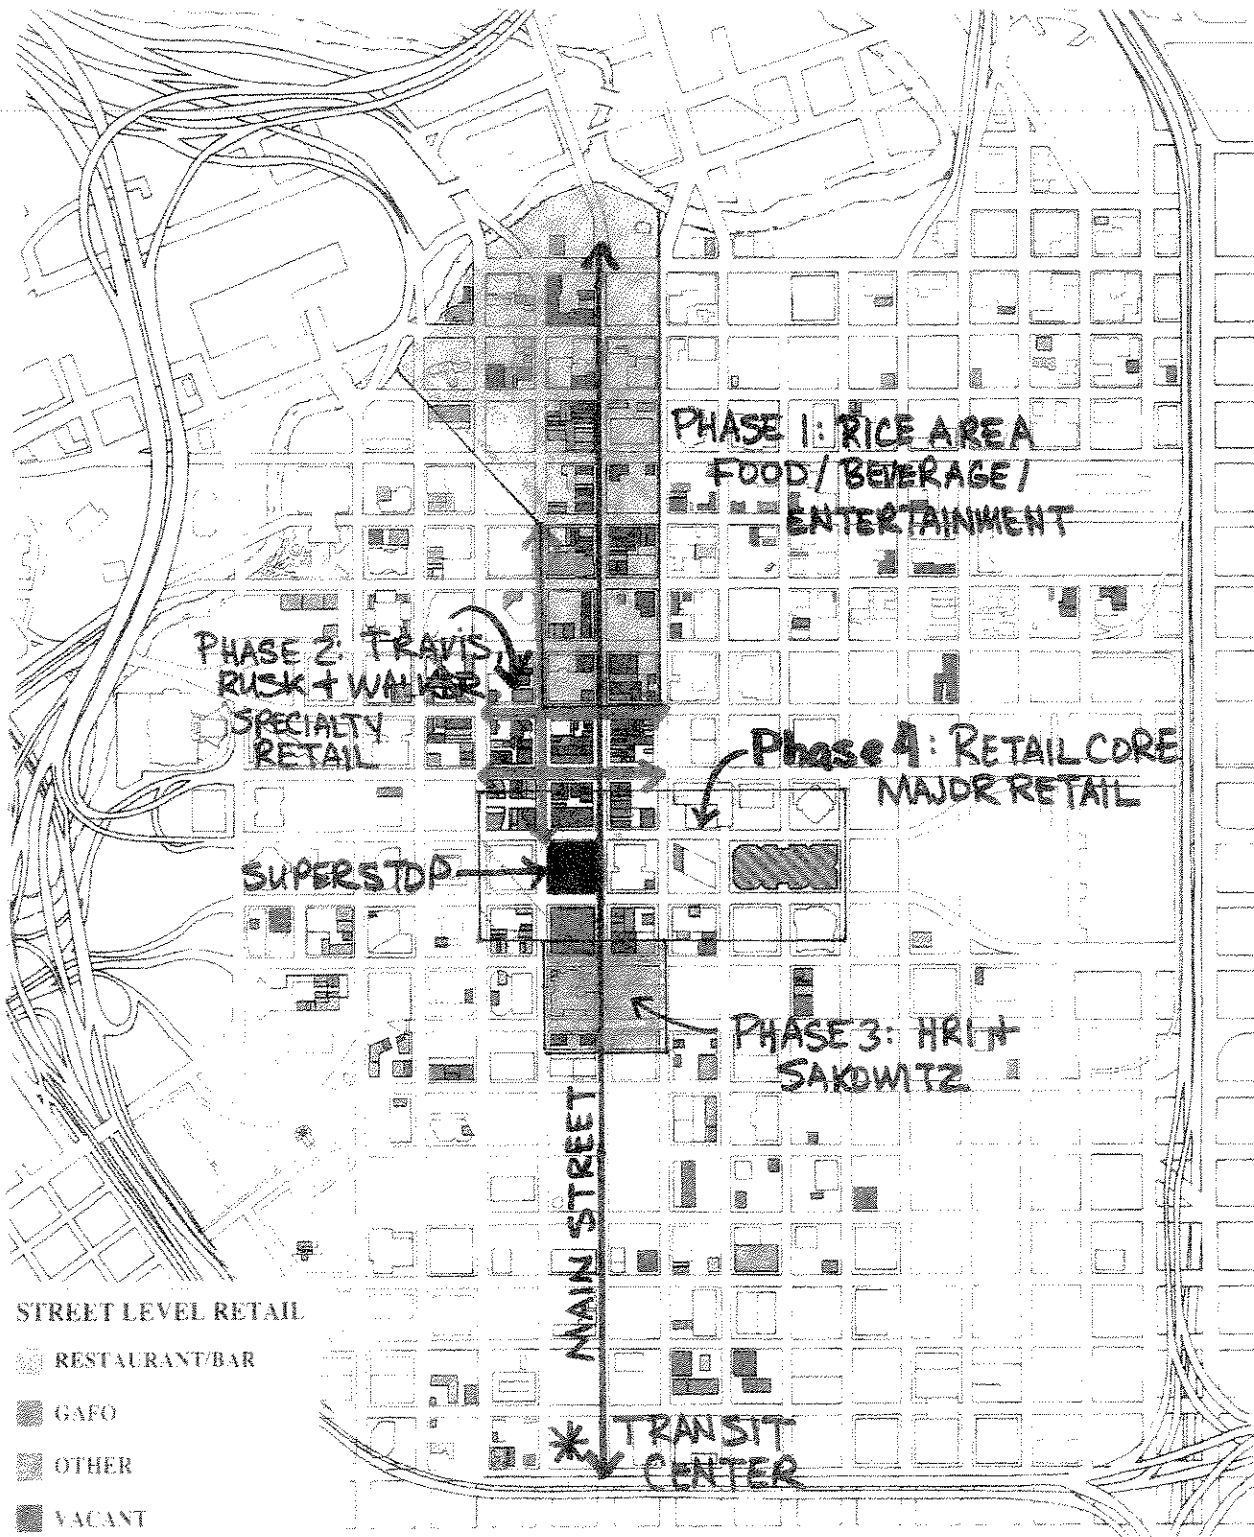 PHASE 1: RICE AREA
FOOD/BEVERAGE/
ENTERTAINMENT
PHASE 2: TRAVIS,
RUSK + WALKER
SPECIALTY
RETAIL
Phase 4: RETAIL CORE
MAJOR RETAIL
SUPERSTOP
PHASE 3: HRI +
SAKOWITZ
MAIN STREET
STREET LEVEL RETAIL
RESTAURANT/BAR
GAFO
OTHER
VACANT
* TRANSIT
CENTER